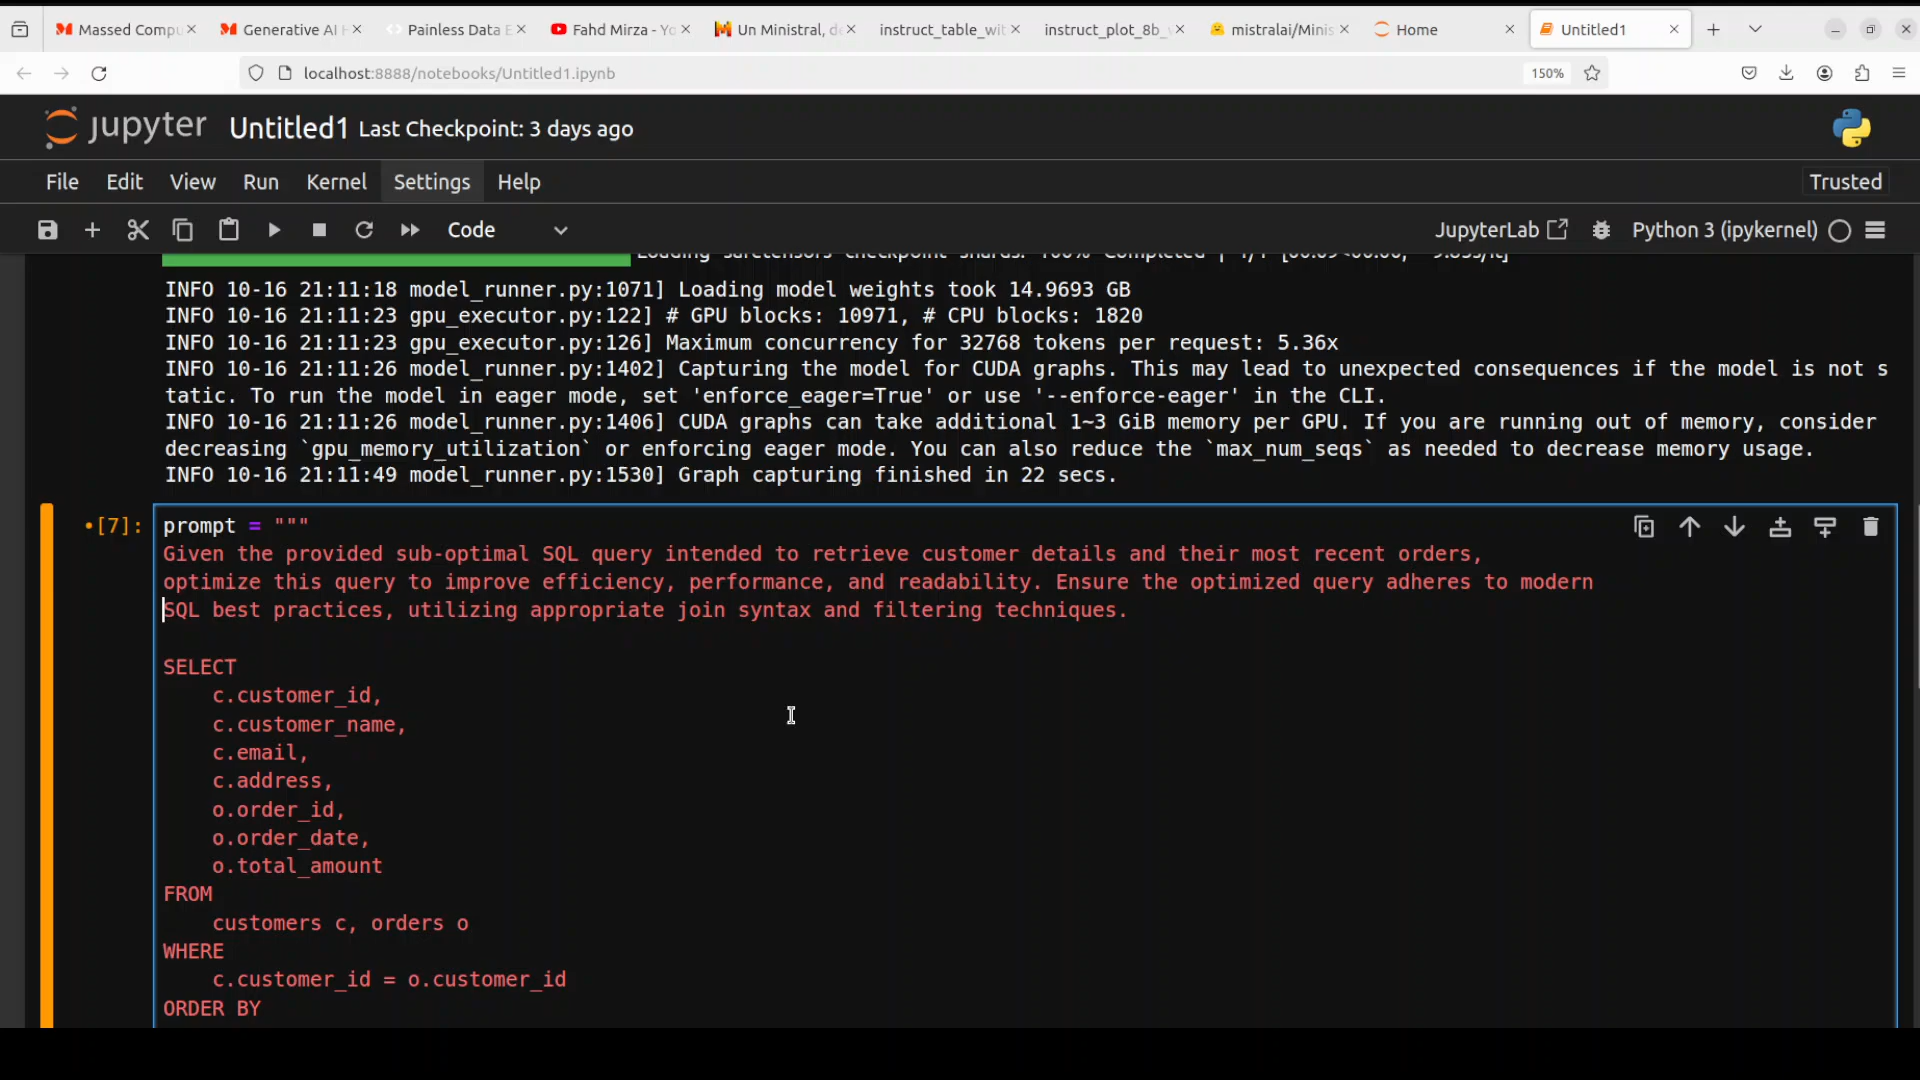 Massed Compu
Generative AI H
Painless Data E
Fahd Mirza - Yo
Un Ministral, de
instruct_table_wit
instruct_plot_8b_
mistralai/Minis
Home
Untitled1
localhost:8888/notebooks/Untitled1.ipynb
150%
jupyter Untitled1 Last Checkpoint: 3 days ago
File Edit View Run Kernel Settings Help
Trusted
Code
JupyterLab
Python 3 (ipykernel)
Loading safetensors checkpoint shards: 100% Completed
INFO 10-16 21:11:18 model_runner.py:1071] Loading model weights took 14.9693 GB
INFO 10-16 21:11:23 gpu_executor.py:122] # GPU blocks: 10971, # CPU blocks: 1820
INFO 10-16 21:11:23 gpu_executor.py:126] Maximum concurrency for 32768 tokens per request: 5.36x
INFO 10-16 21:11:26 model_runner.py:1402] Capturing the model for CUDA graphs. This may lead to unexpected consequences if the model is not s
tatic. To run the model in eager mode, set 'enforce_eager=True' or use '--enforce-eager' in the CLI.
INFO 10-16 21:11:26 model_runner.py:1406] CUDA graphs can take additional 1~3 GiB memory per GPU. If you are running out of memory, consider
decreasing `gpu_memory_utilization` or enforcing eager mode. You can also reduce the `max_num_seqs` as needed to decrease memory usage.
INFO 10-16 21:11:49 model_runner.py:1530] Graph capturing finished in 22 secs.
•[7]: prompt = """
Given the provided sub-optimal SQL query intended to retrieve customer details and their most recent orders,
optimize this query to improve efficiency, performance, and readability. Ensure the optimized query adheres to modern
SQL best practices, utilizing appropriate join syntax and filtering techniques.
SELECT
c.customer_id,
c.customer_name,
c.email,
c.address,
o.order_id,
o.order_date,
o.total_amount
FROM
customers c, orders o
WHERE
c.customer_id = o.customer_id
ORDER BY